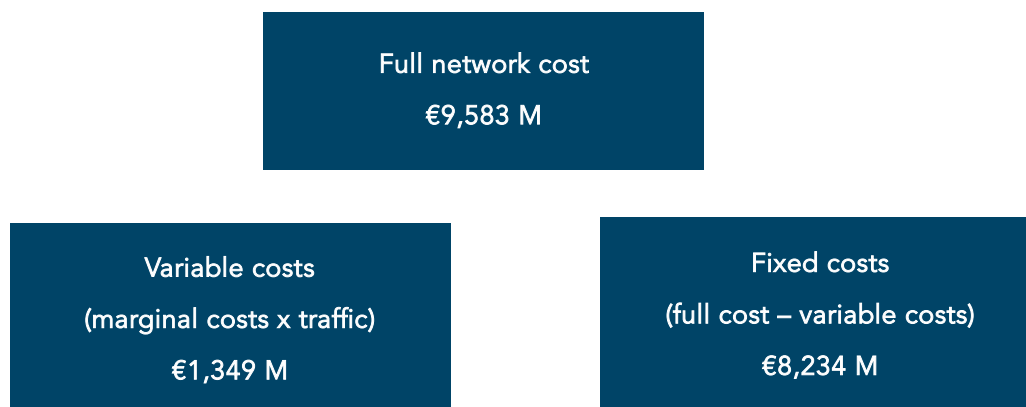 Full network cost
€9,583 M
Variable costs
(marginal costs x traffic)
€1,349 M
Fixed costs
(full cost – variable costs)
€8,234 M